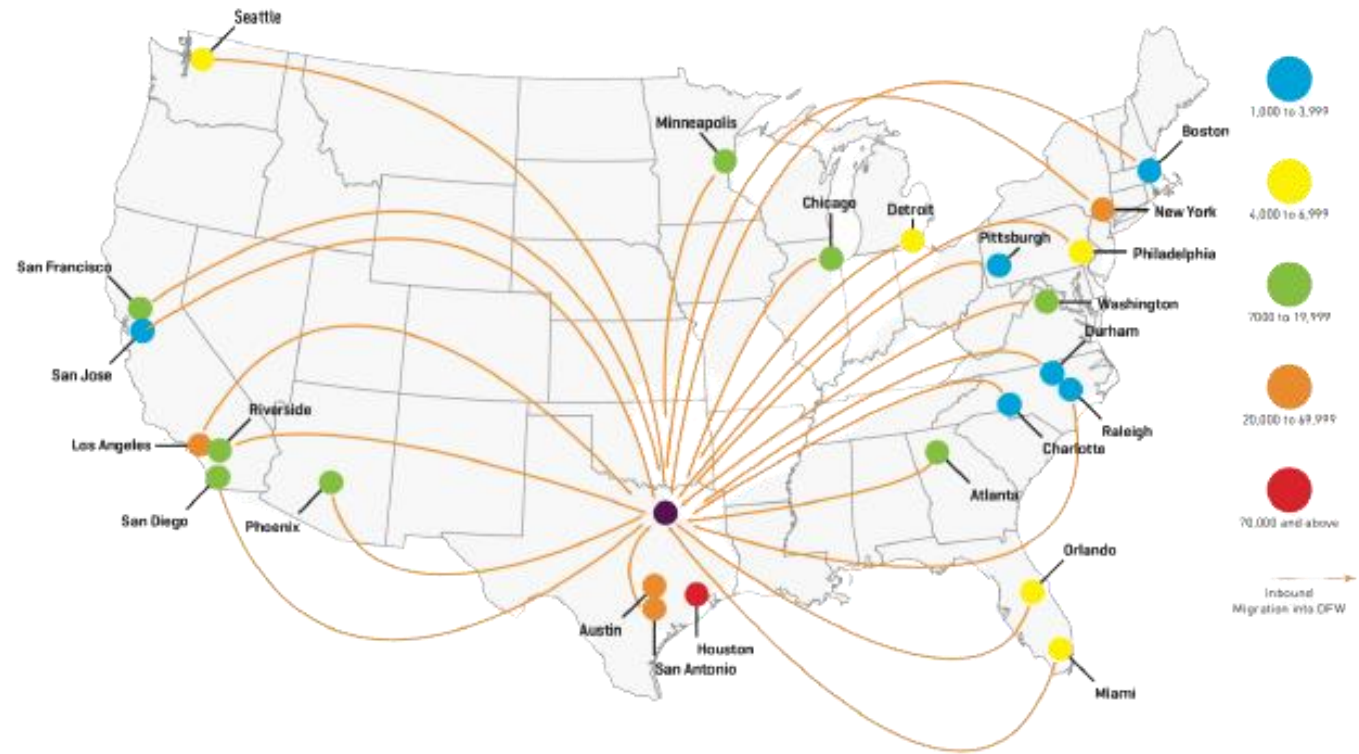 Seattle
Minneapolis
Boston
Chicago
Detroit
New York
Pittsburgh
Philadelphia
San Francisco
Washington
Durham
San Jose
Riverside
Los Angeles
Raleigh
Charlotte
Atlanta
San Diego
Phoenix
Orlando
Austin
Houston
San Antonio
Miami
1,000 to 3,999
4,000 to 6,999
7000 to 19,999
20,000 to 69,999
70,000 and above
Inbound
Migration into DFW